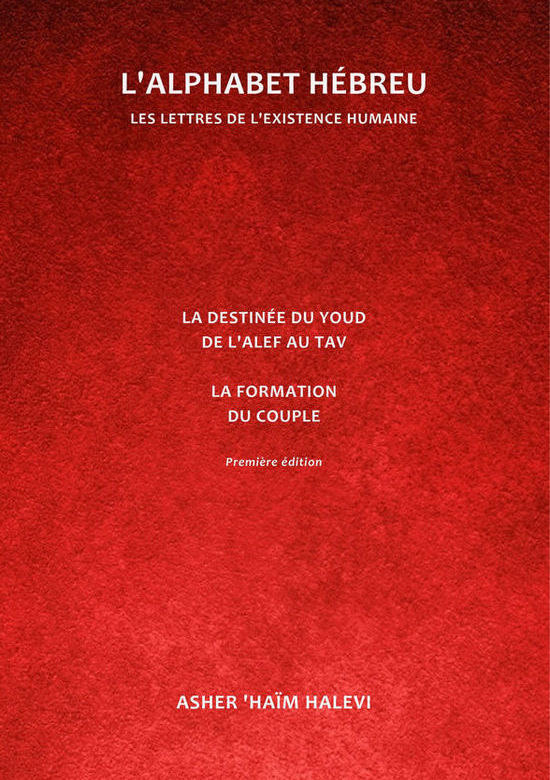 L'ALPHABET HÉBREU
LES LETTRES DE L'EXISTENCE HUMAINE
LA DESTINÉE DU YOUD
DE L'ALEF AU TAV
LA FORMATION
DU COUPLE
Première édition
ASHER 'HAÏM HALEVI